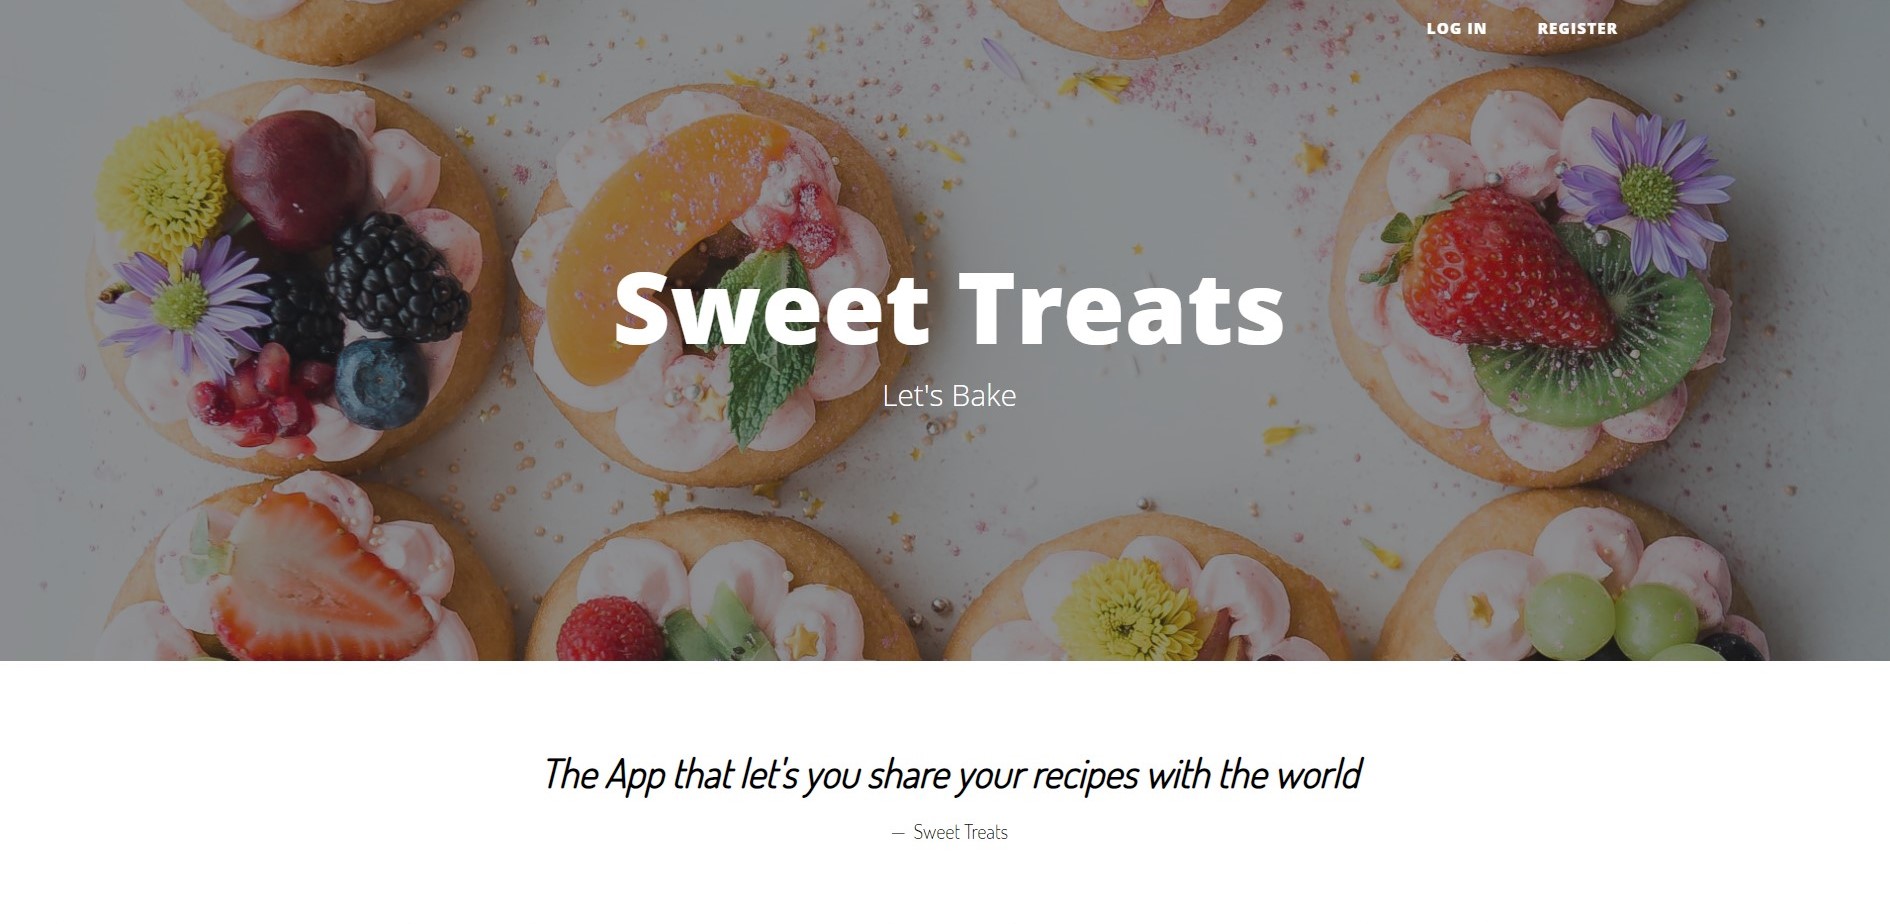 LOG IN REGISTER
Sweet Treats
Let's Bake
The App that let's you share your recipes with the world
— Sweet Treats